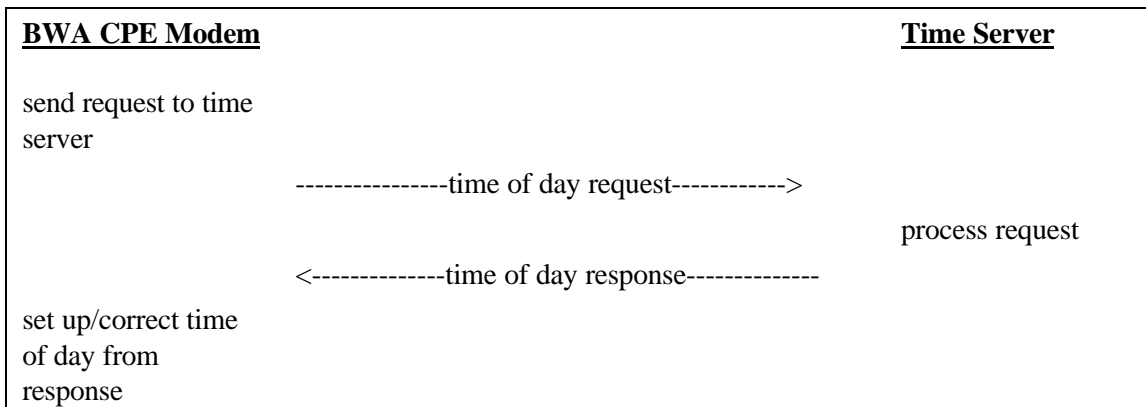 BWA CPE Modem Time Server
send request to time
server
----------------time of day request------------>
process request
<--------------time of day response--------------
set up/correct time
of day from
response